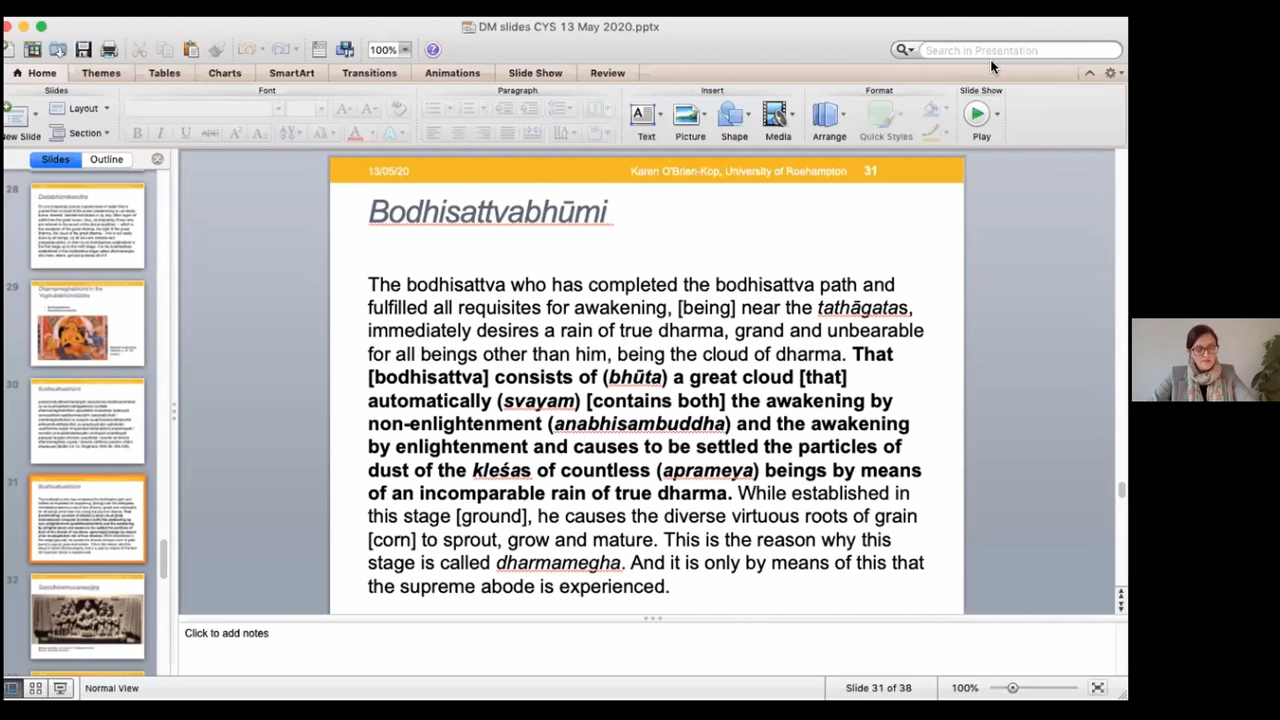 DM slides CYS 13 May 2020.pptx
100%
Search in Presentation
Home Themes Tables Charts SmartArt Transitions Animations Slide Show Review
Slides Font Paragraph Insert Format Slide Show
Layout
Section
Text Picture Shape Media Arrange Quick Styles Play
Slides Outline
28
29
30
31
32
13/05/20 Karen O'Brien-Kop, University of Roehampton 31
Bodhisattvabhūmi
The bodhisatva who has completed the bodhisattva path and
fulfilled all requisites for awakening, [being] near the tathāgatas,
immediately desires a rain of true dharma, grand and unbearable
for all beings other than him, being the cloud of dharma. That
[bodhisattva] consists of (bhūta) a great cloud [that]
automatically (svayam) [contains both] the awakening by
non-enlightenment (anabhisambuddha) and the awakening
by enlightenment and causes to be settled the particles of
dust of the kleśas of countless (aprameya) beings by means
of an incomparable rain of true dharma. While established in
this stage [ground], he causes the diverse virtuous roots of grain
[corn] to sprout, grow and mature. This is the reason why this
stage is called dharmamegha. And it is only by means of this that
the supreme abode is experienced.
Click to add notes
Normal View Slide 31 of 38 100%